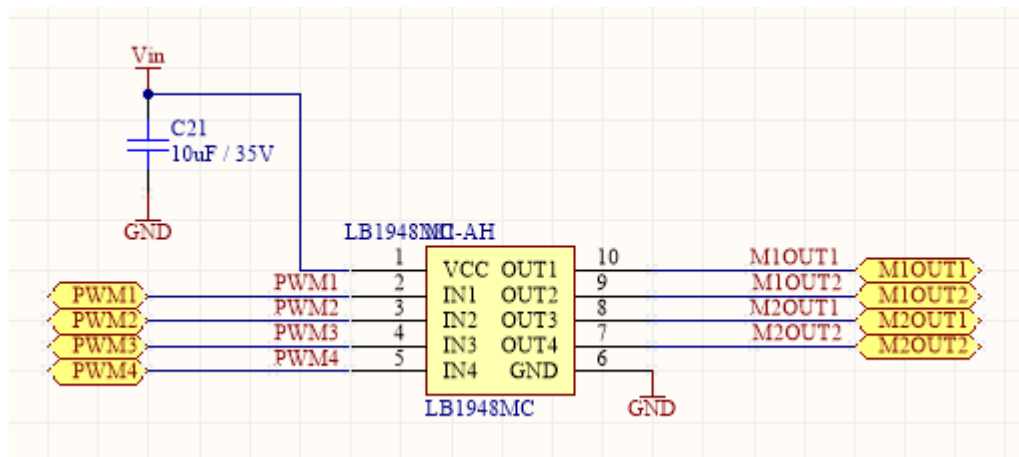 Vin
C21
10uF / 35V
GND
LB1948MC-AH
1 VCC OUT1 10 M1OUT1 M1OUT1
PWM1 PWM1 2 IN1 OUT2 9 M1OUT2 M1OUT2
PWM2 PWM2 3 IN2 OUT3 8 M2OUT1 M2OUT1
PWM3 PWM3 4 IN3 OUT4 7 M2OUT2 M2OUT2
PWM4 PWM4 5 IN4 GND 6
LB1948MC
GND